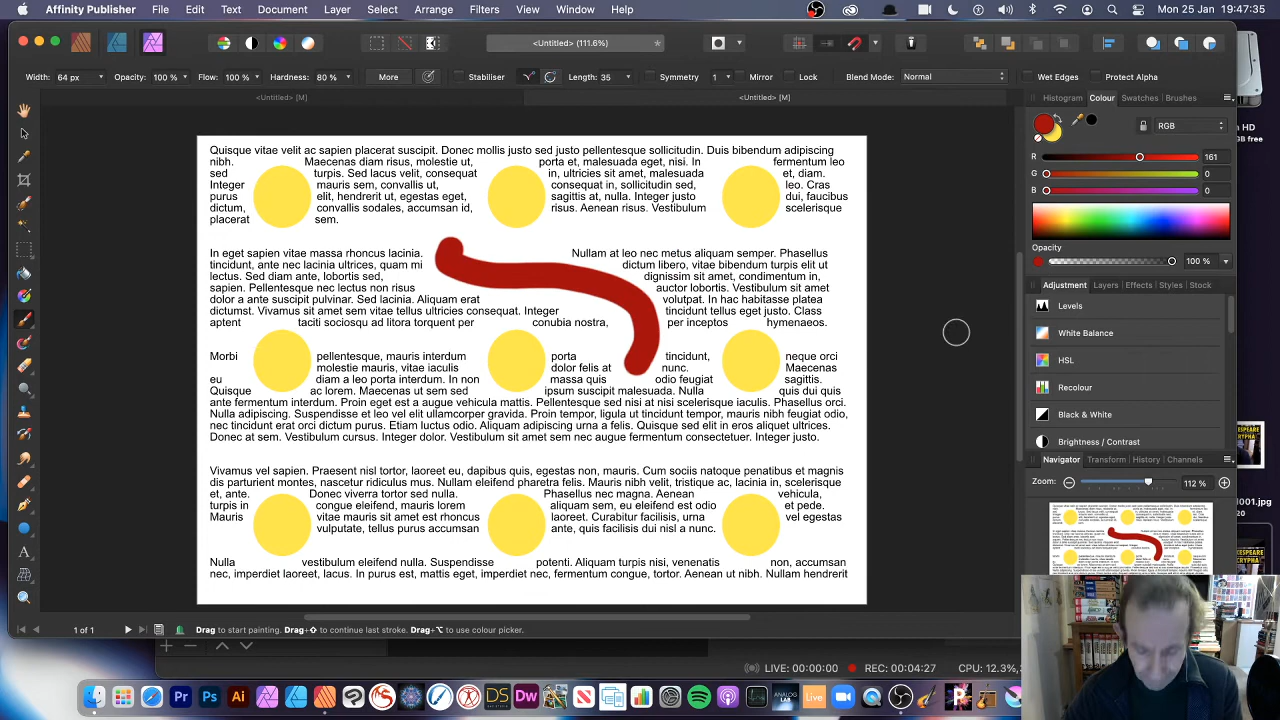 Affinity Publisher File Edit Text Table Document Layer Select Arrange Filters View Window Help Mon 25 Jan 19:47:35
<Untitled> (111.6%)
Width: 64 px Opacity: 100 % Flow: 100 % Hardness: 80 % More Stabiliser Length: 35 Symmetry 1 Mirror Lock Blend Mode: Normal Wet Edges Protect Alpha
<Untitled> [M] <Untitled> [M]
Histogram Colour Swatches Brushes
RGB
R 161
G 0
B 0
Opacity
100 %
Adjustment Layers Effects Styles Stock
Levels
White Balance
HSL
Recolour
Black & White
Brightness / Contrast
Navigator Transform History Channels
Zoom: 112 %
Quisque vitae velit ac sapien placerat suscipit. Donec mollis justo sed justo pellentesque sollicitudin. Duis bibendum adipiscing
nibh. Maecenas diam risus, molestie ut, porta et, malesuada eget, nisi. In fermentum leo
sed turpis. Sed lacus velit, consequat in, ultricies sit amet, malesuada et, diam.
Integer mauris sem, convallis ut, consequat in, sollicitudin sed, leo. Cras
purus elit, hendrerit ut, egestas eget, sagittis at, nulla. Integer justo dui, faucibus
dictum, convallis sodales, accumsan id, risus. Aenean risus. Vestibulum scelerisque
placerat sem.
In eget sapien vitae massa rhoncus lacinia. Nullam at leo nec metus aliquam semper. Phasellus
tincidunt, ante nec lacinia ultrices, quam mi dictum libero, vitae bibendum turpis elit ut
lectus. Sed diam ante, lobortis sed, dignissim sit amet, condimentum in,
sapien. Pellentesque nec lectus non risus auctor lobortis. Vestibulum sit amet
dolor a ante suscipit pulvinar. Sed lacinia. Aliquam erat volutpat. In hac habitasse platea
dictumst. Vivamus sit amet sem vitae tellus ultricies consequat. Integer tincidunt tellus eget justo. Class
aptent taciti sociosqu ad litora torquent per conubia nostra, per inceptos hymenaeos.
Morbi pellentesque, mauris interdum porta tincidunt, neque orci
molestie mauris, vitae iaculis dolor felis at nunc. Maecenas
eu diam a leo porta interdum. In non massa quis odio feugiat sagittis.
Quisque ac lorem. Maecenas ut sem sed ipsum suscipit malesuada. Nulla quis dui quis
ante fermentum interdum. Proin eget est a augue vehicula mattis. Pellentesque sed nisi at nisi scelerisque iaculis. Phasellus orci.
Nulla adipiscing. Suspendisse et leo vel elit ullamcorper gravida. Proin tempor, ligula ut tincidunt tempor, mauris nibh feugiat odio,
nec tincidunt erat orci dictum purus. Etiam luctus odio. Aliquam adipiscing urna a felis. Quisque sed elit in eros aliquet ultrices.
Donec at sem. Vestibulum cursus. Integer dolor. Vestibulum sit amet sem nec augue fermentum consectetuer. Integer justo.
Vivamus vel sapien. Praesent nisl tortor, laoreet eu, dapibus quis, egestas non, mauris. Cum sociis natoque penatibus et magnis
dis parturient montes, nascetur ridiculus mus. Nullam eleifend pharetra felis. Mauris nibh velit, tristique ac, lacinia in, scelerisque
et, ante. Donec viverra tortor sed nulla. Phasellus nec magna. Aenean vehicula,
turpis in congue eleifend, mauris lorem aliquam sem, eu eleifend est odio et pede.
Mauris vitae mauris sit amet est rhoncus laoreet. Curabitur facilisis, urna vel egestas
vulputate, tellus purus accumsan ante, quis facilisis dui nisl a nunc.
Nulla vestibulum eleifend nulla. Suspendisse potenti. Aliquam turpis nisi, venenatis non, accumsan
nec, imperdiet laoreet, lacus. In purus est, mattis eget, imperdiet nec, fermentum congue, tortor. Aenean ut nibh. Nullam hendrerit
1 of 1 Drag to start painting. Drag+⇧ to continue last stroke. Drag+⌥ to use colour picker.
LIVE: 00:00:00 REC: 00:04:27 CPU: 12.3%,